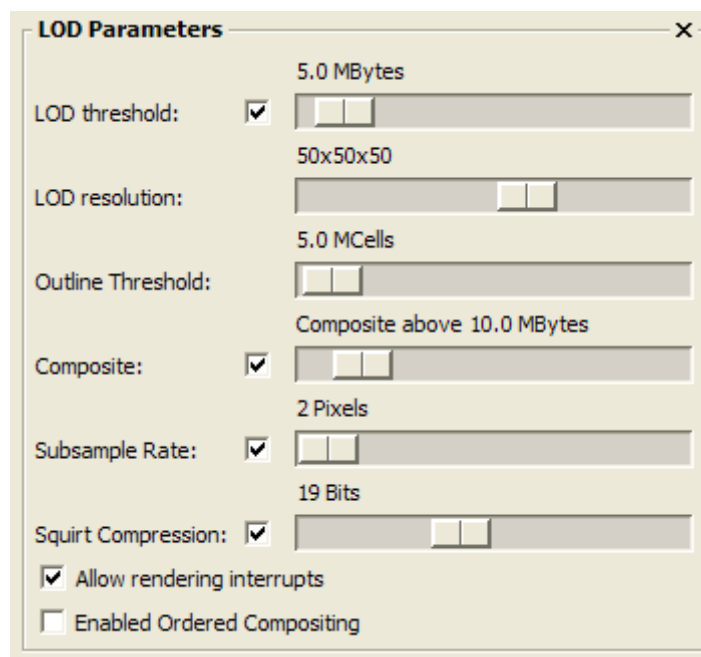 LOD Parameters
5.0 MBytes
LOD threshold:
50x50x50
LOD resolution:
5.0 MCells
Outline Threshold:
Composite above 10.0 MBytes
Composite:
2 Pixels
Subsample Rate:
19 Bits
Squirt Compression:
Allow rendering interrupts
Enabled Ordered Compositing